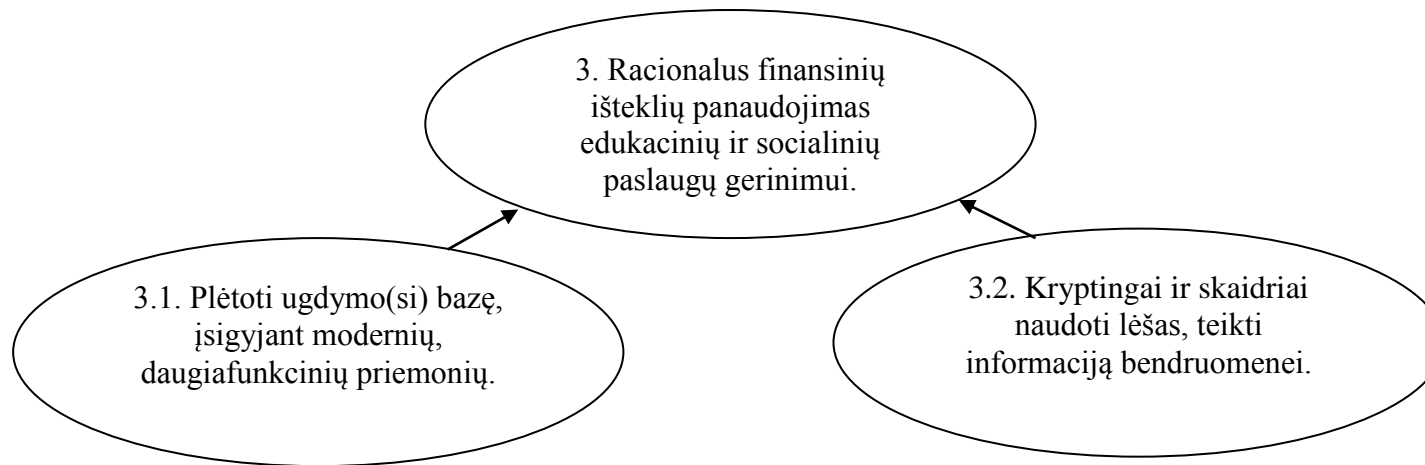 3. Racionalus finansinių
išteklių panaudojimas
edukacinių ir socialinių
paslaugų gerinimui.
3.1. Plėtoti ugdymo(si) bazę,
įsigyjant modernių,
daugiafunkcinių priemonių.
3.2. Kryptingai ir skaidriai
naudoti lėšas, teikti
informaciją bendruomenei.